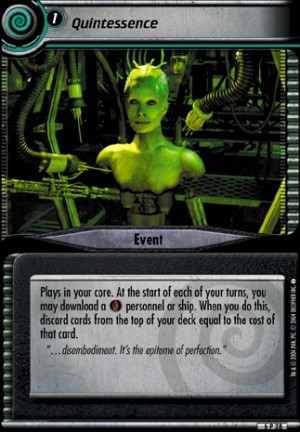 1 Quintessence
Event
Plays in your core. At the start of each of your turns, you
may download a personnel or ship. When you do this,
discard cards from the top of your deck equal to the cost of
that card.
"...disembodiment. It's the epitome of perfection."
6 P 28